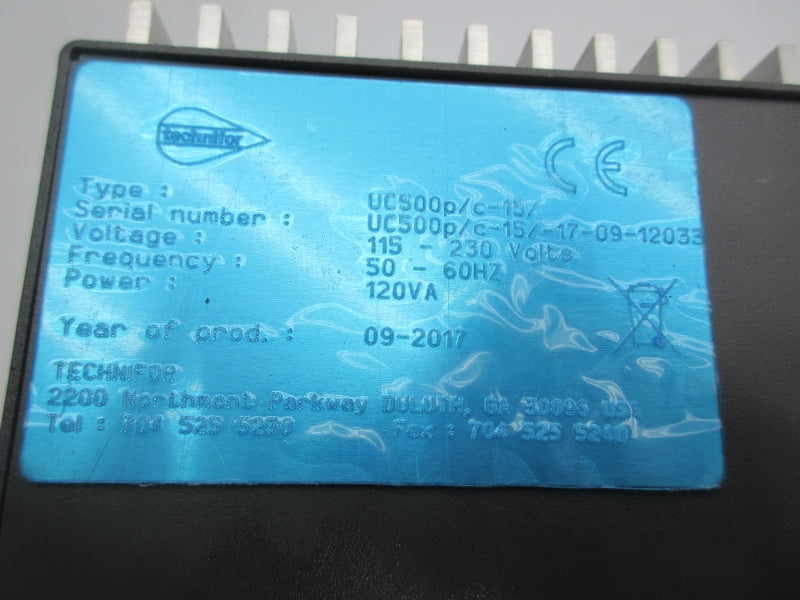 technifor
CE
Type : UC500p/c-15/
Serial number : UC500p/c-15/-17-09-12033
Voltage : 115 - 230 Volts
Frequency : 50 - 60HZ
Power : 120VA
Year of prod. : 09-2017
TECHNIFOR
2200 Northmont Parkway DULUTH, GA 30096 USA
Tel : 704 525 5230 Fax : 704 525 5240